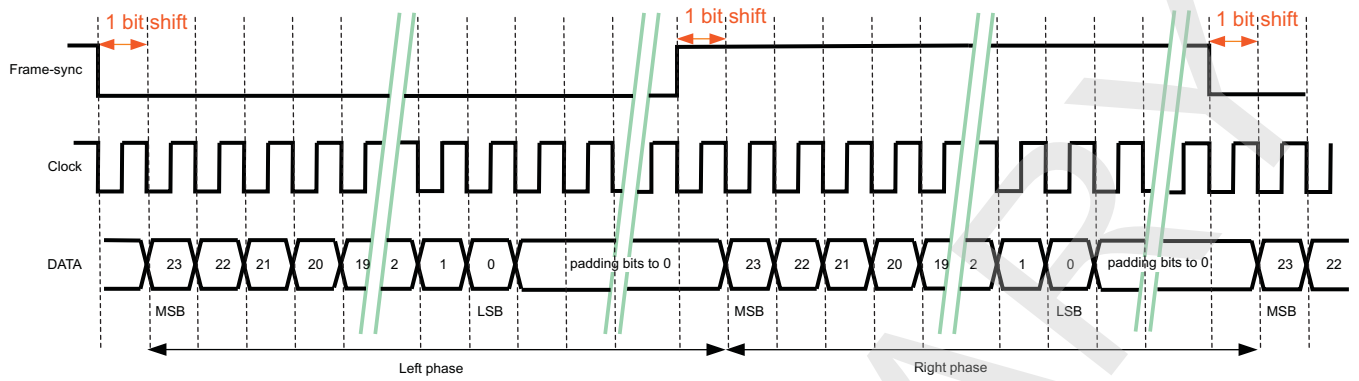 1 bit shift 1 bit shift 1 bit shift
Frame-sync
Clock
DATA 23 22 21 20 19 2 1 0 padding bits to 0 23 22 21 20 19 2 1 0 padding bits to 0 23 22
MSB LSB MSB LSB MSB
Left phase Right phase